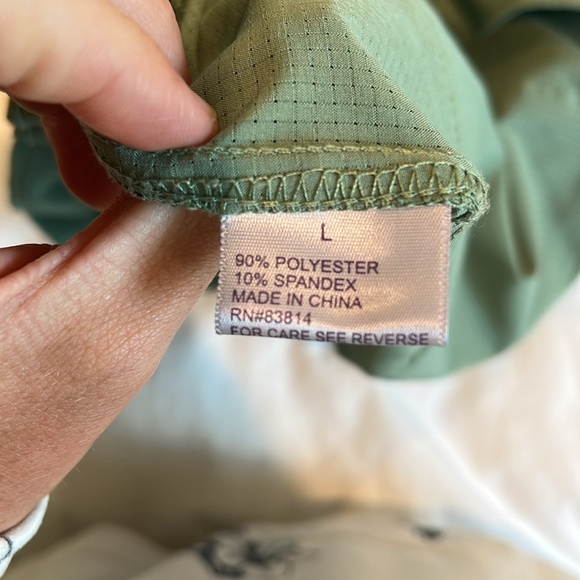 L
90% POLYESTER
10% SPANDEX
MADE IN CHINA
RN#83814
FOR CARE SEE REVERSE